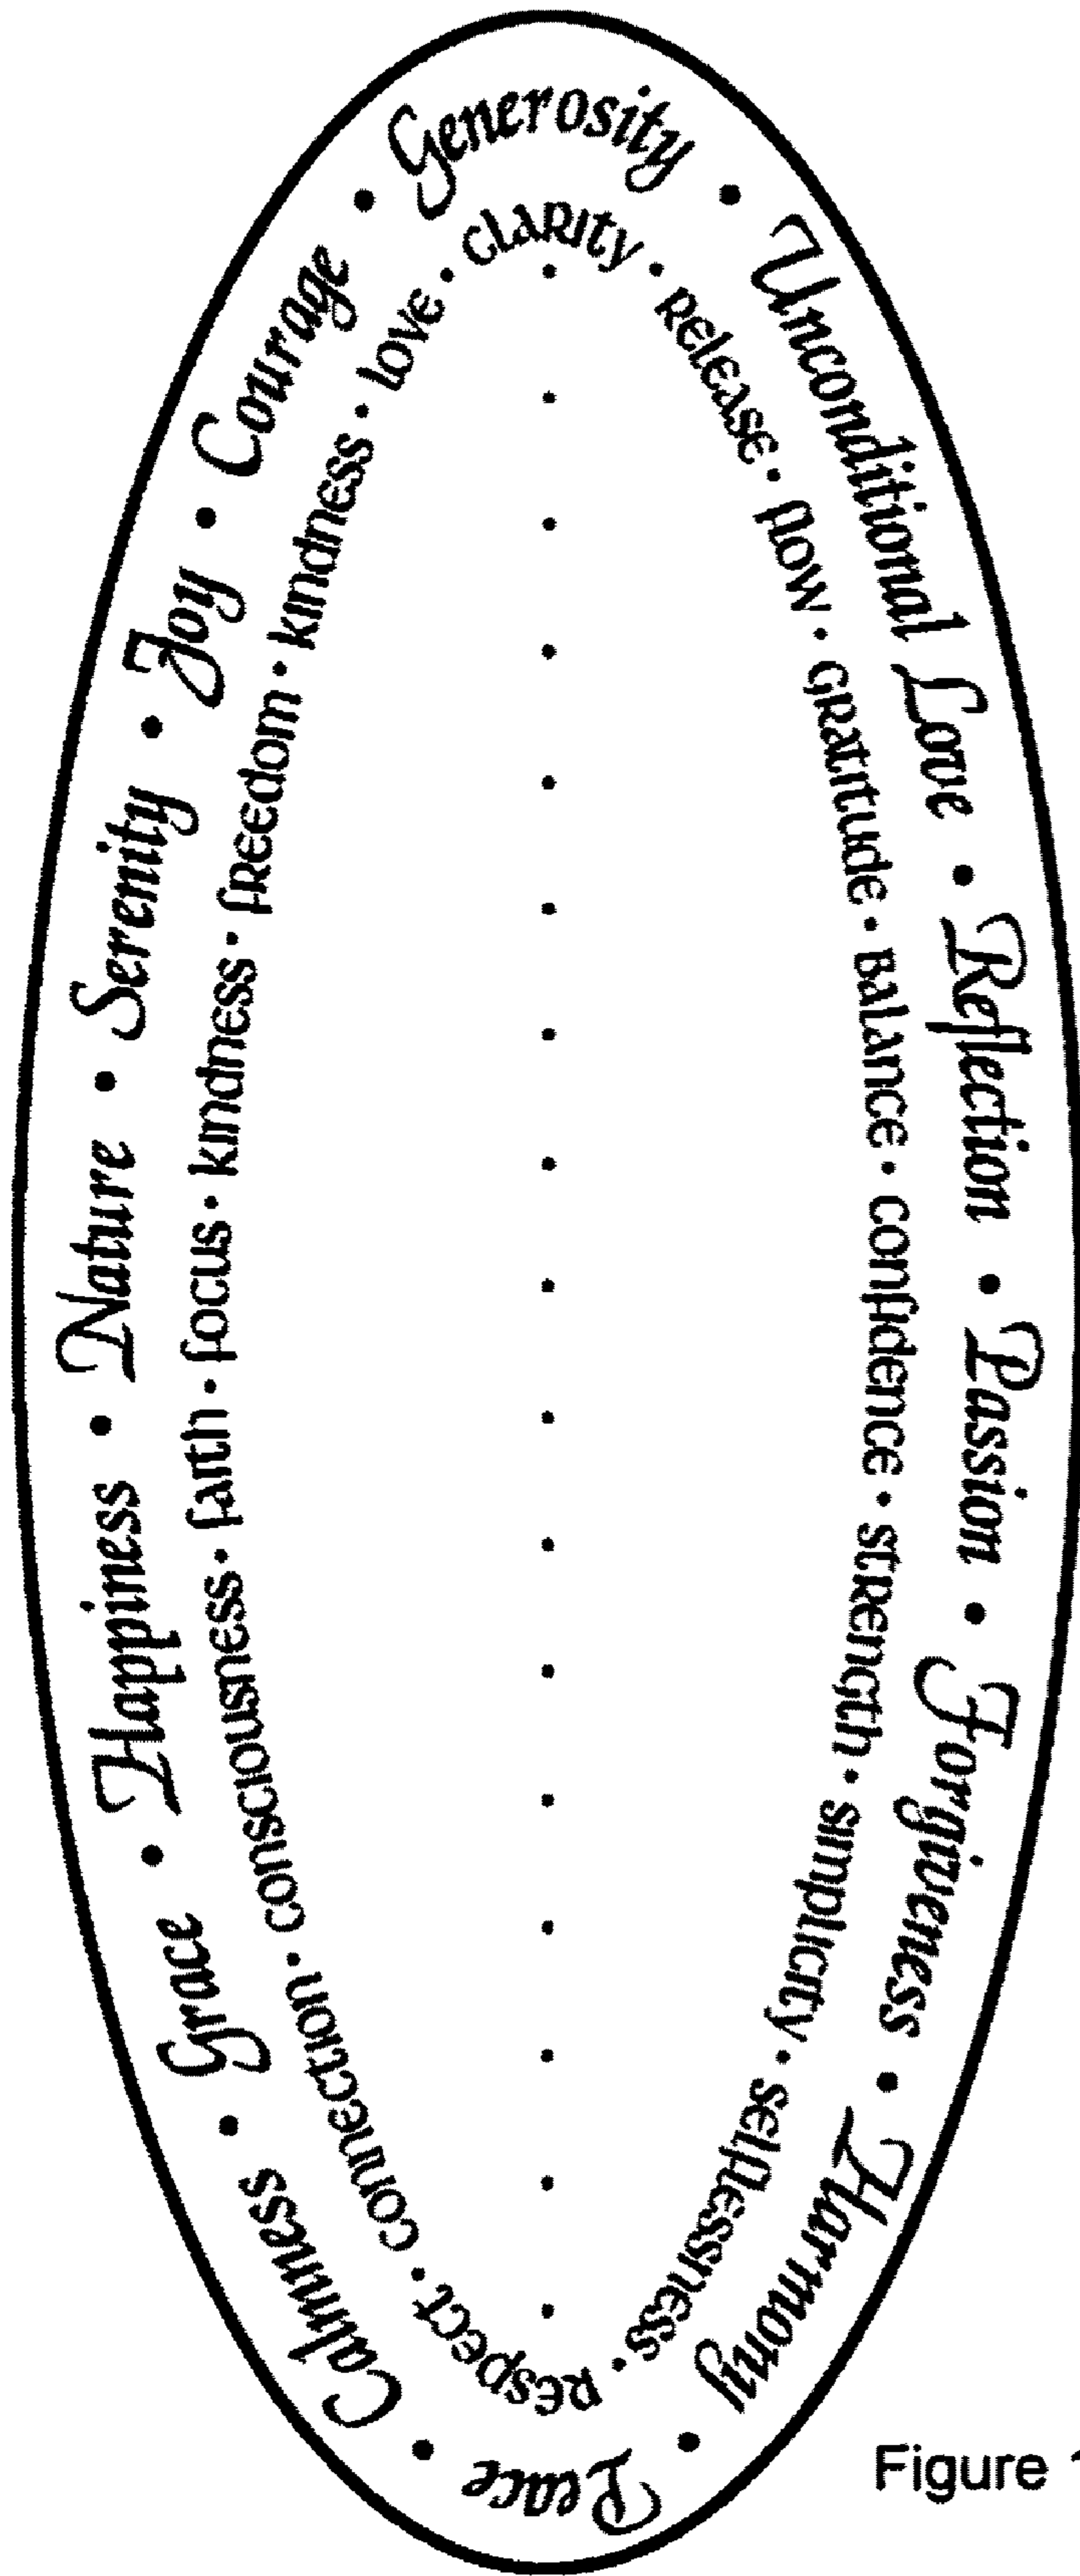 Generosity • Unconditional Love • Reflection • Passion • Forgiveness • Harmony • Peace • Calmness • Grace • Happiness • Nature • Serenity • Joy • Courage •
clarity • release • flow • gratitude • balance • confidence • strength • simplicity • selflessness • respect • connection • consciousness • faith • focus • kindness • freedom • kindness • love •
Figure